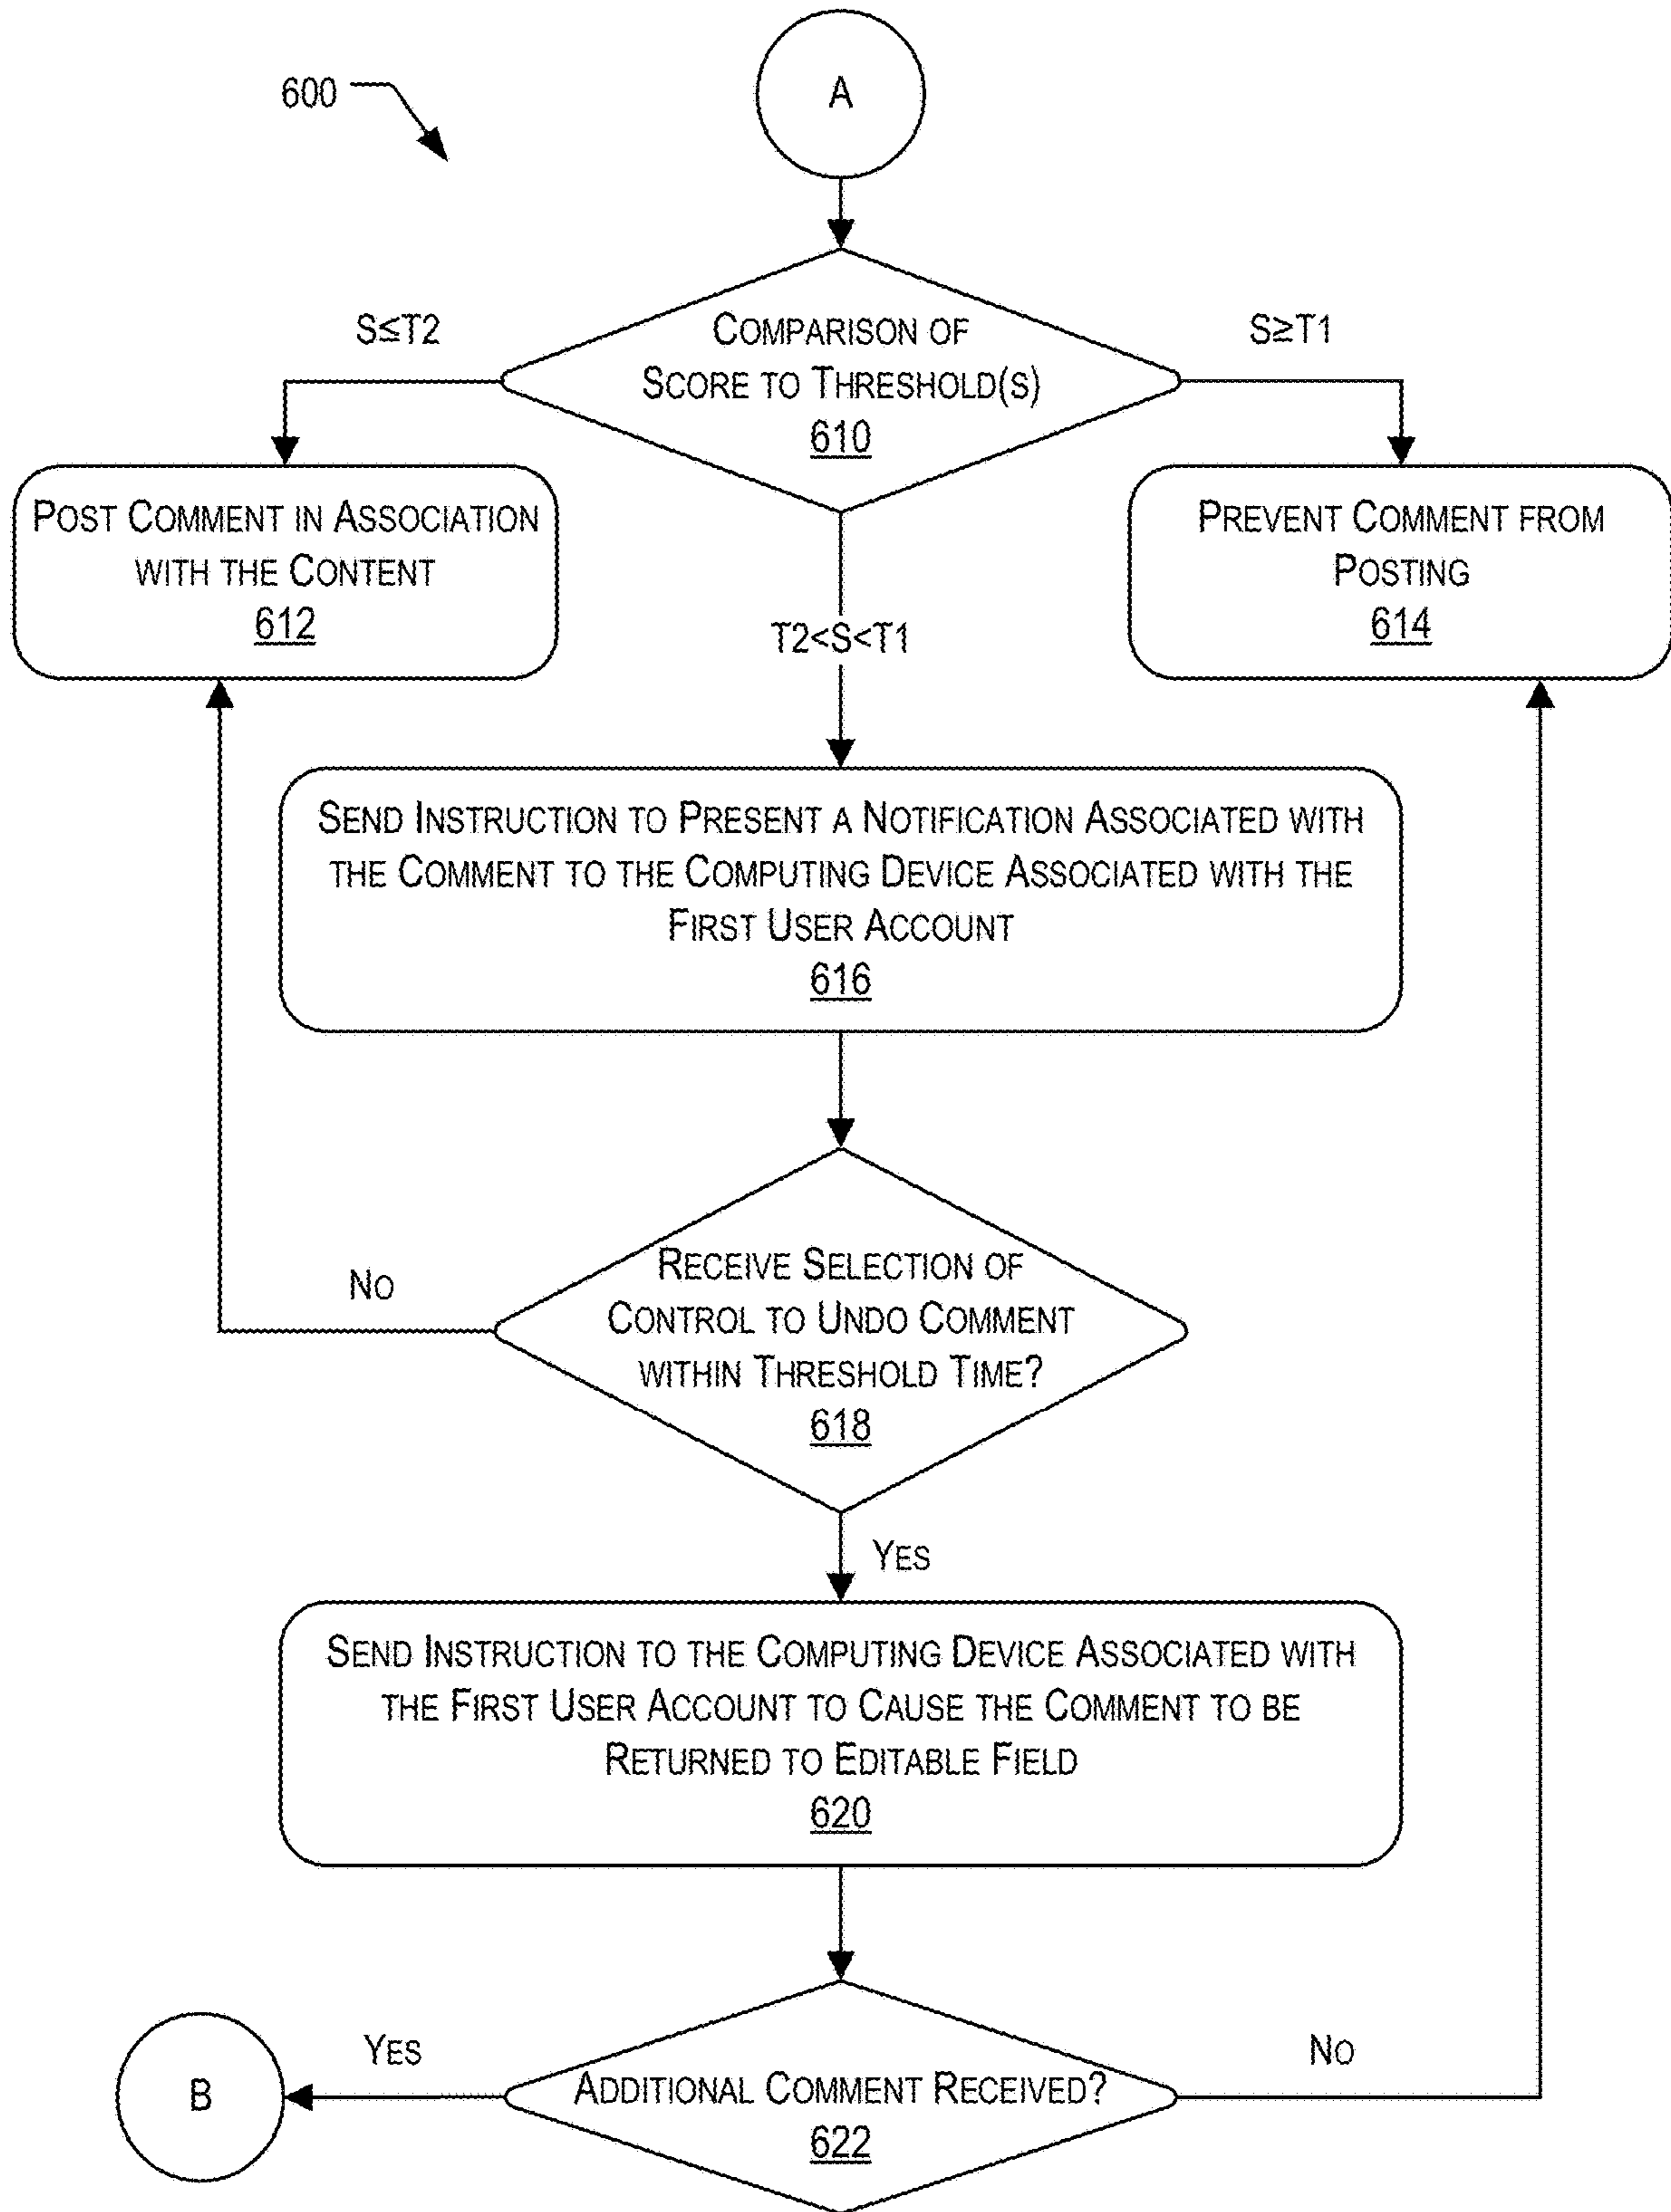 600
A
S≤T2
COMPARISON OF
SCORE TO THRESHOLD(S)
610
S≥T1
POST COMMENT IN ASSOCIATION
WITH THE CONTENT
612
T2<S<T1
PREVENT COMMENT FROM
POSTING
614
SEND INSTRUCTION TO PRESENT A NOTIFICATION ASSOCIATED WITH
THE COMMENT TO THE COMPUTING DEVICE ASSOCIATED WITH THE
FIRST USER ACCOUNT
616
NO
RECEIVE SELECTION OF
CONTROL TO UNDO COMMENT
WITHIN THRESHOLD TIME?
618
YES
SEND INSTRUCTION TO THE COMPUTING DEVICE ASSOCIATED WITH
THE FIRST USER ACCOUNT TO CAUSE THE COMMENT TO BE
RETURNED TO EDITABLE FIELD
620
B
YES
ADDITIONAL COMMENT RECEIVED?
622
NO